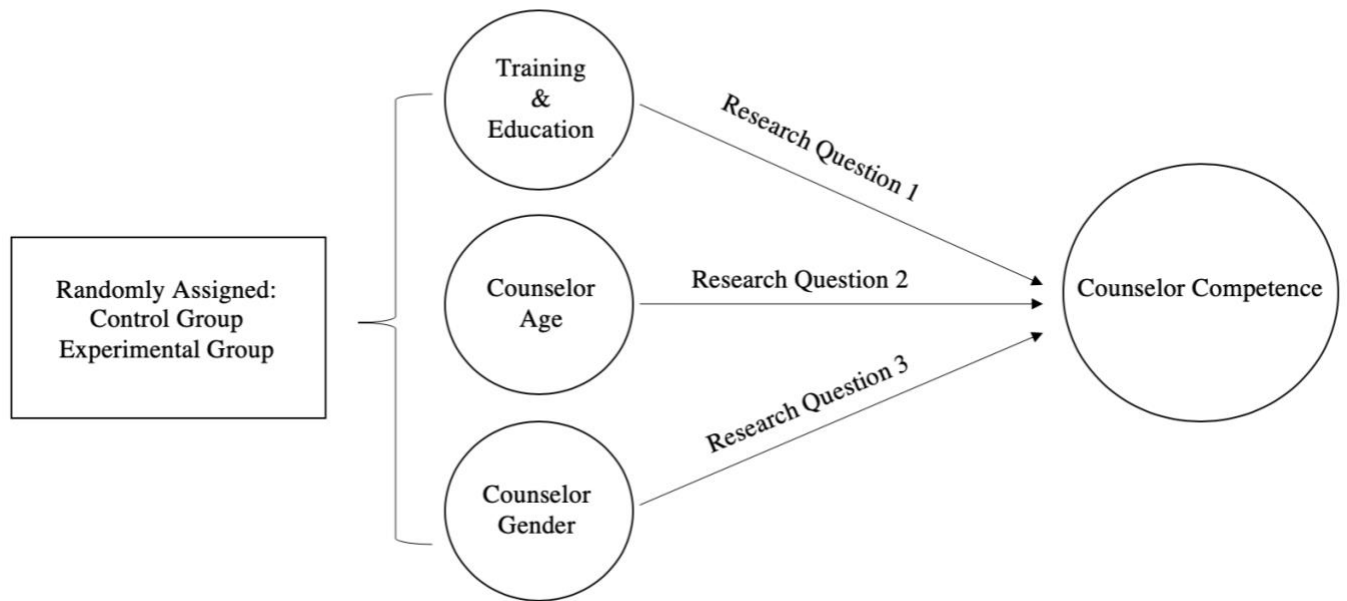 Randomly Assigned:
Control Group
Experimental Group
Training
&
Education
Counselor
Age
Counselor
Gender
Research Question 1
Research Question 2
Research Question 3
Counselor Competence